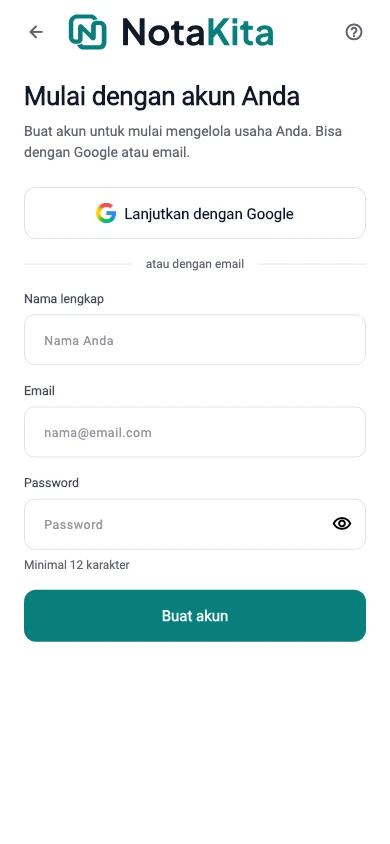 NotaKita
Mulai dengan akun Anda
Buat akun untuk mulai mengelola usaha Anda. Bisa
dengan Google atau email.
Lanjutkan dengan Google
atau dengan email
Nama lengkap
Nama Anda
Email
nama@email.com
Password
Password
Minimal 12 karakter
Buat akun